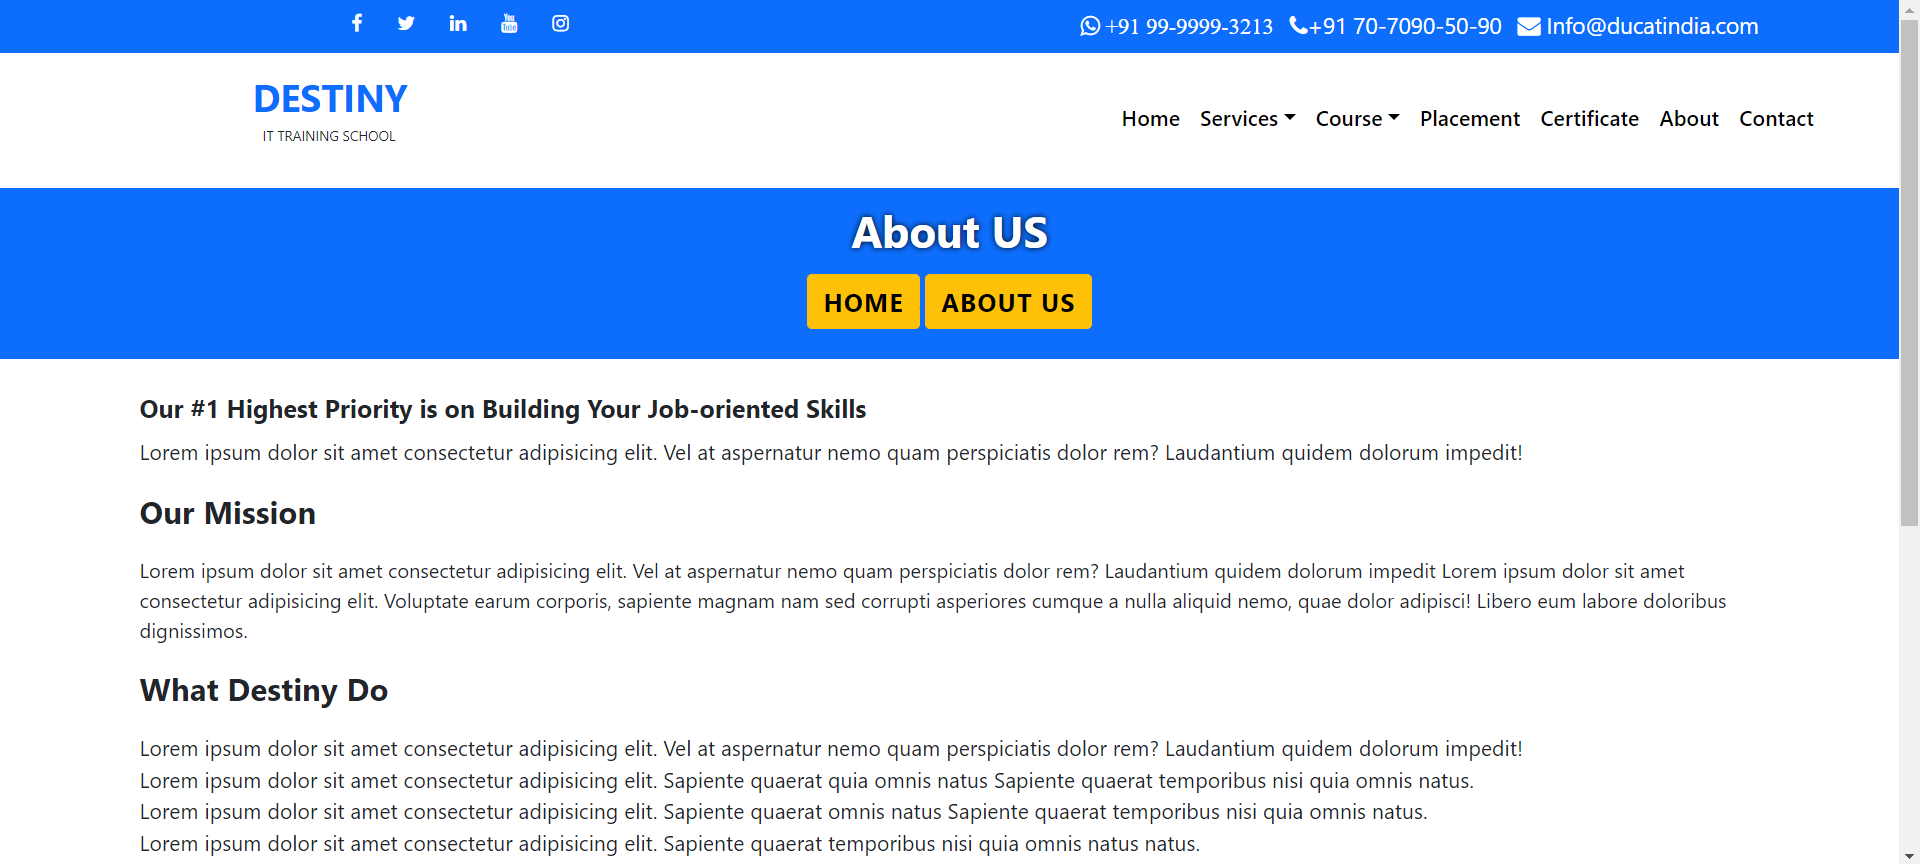 +91 99-9999-3213 +91 70-7090-50-90 Info@ducatindia.com
DESTINY
IT TRAINING SCHOOL
Home Services Course Placement Certificate About Contact
About US
HOME ABOUT US
Our #1 Highest Priority is on Building Your Job-oriented Skills
Lorem ipsum dolor sit amet consectetur adipisicing elit. Vel at aspernatur nemo quam perspiciatis dolor rem? Laudantium quidem dolorum impedit!
Our Mission
Lorem ipsum dolor sit amet consectetur adipisicing elit. Vel at aspernatur nemo quam perspiciatis dolor rem? Laudantium quidem dolorum impedit Lorem ipsum dolor sit amet
consectetur adipisicing elit. Voluptate earum corporis, sapiente magnam nam sed corrupti asperiores cumque a nulla aliquid nemo, quae dolor adipisci! Libero eum labore doloribus
dignissimos.
What Destiny Do
Lorem ipsum dolor sit amet consectetur adipisicing elit. Vel at aspernatur nemo quam perspiciatis dolor rem? Laudantium quidem dolorum impedit!
Lorem ipsum dolor sit amet consectetur adipisicing elit. Sapiente quaerat quia omnis natus Sapiente quaerat temporibus nisi quia omnis natus.
Lorem ipsum dolor sit amet consectetur adipisicing elit. Sapiente quaerat omnis natus Sapiente quaerat temporibus nisi quia omnis natus.
Lorem ipsum dolor sit amet consectetur adipisicing elit. Sapiente quaerat temporibus nisi quia omnis natus natus.